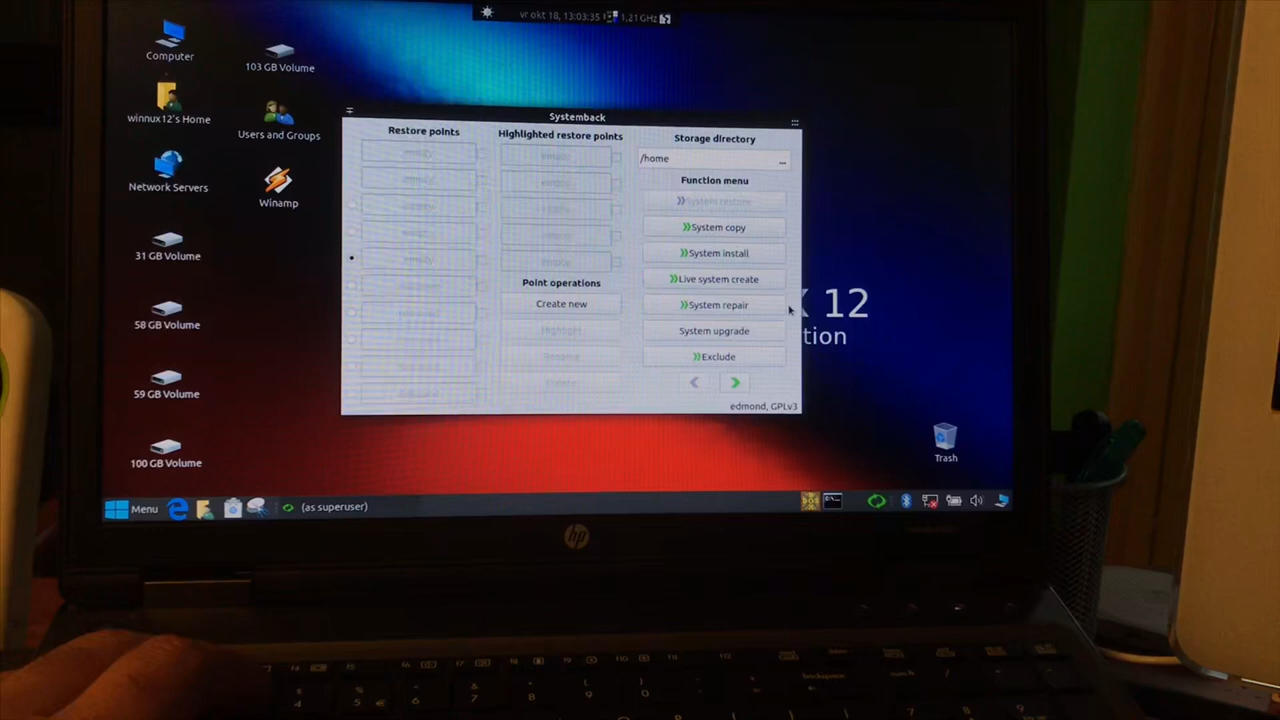 vr okt 18, 13:03:35
1,21 GHz
Computer
103 GB Volume
winnux12's Home
Users and Groups
Network Servers
Winamp
31 GB Volume
58 GB Volume
59 GB Volume
100 GB Volume
Systemback
Restore points
Highlighted restore points
Storage directory
/home
...
Function menu
System restore
System copy
System install
Live system create
System repair
System upgrade
Exclude
Point operations
Create new
Highlight
Rename
edmond, GPLv3
X 12
tion
Trash
Menu
(as superuser)
hp
backspace